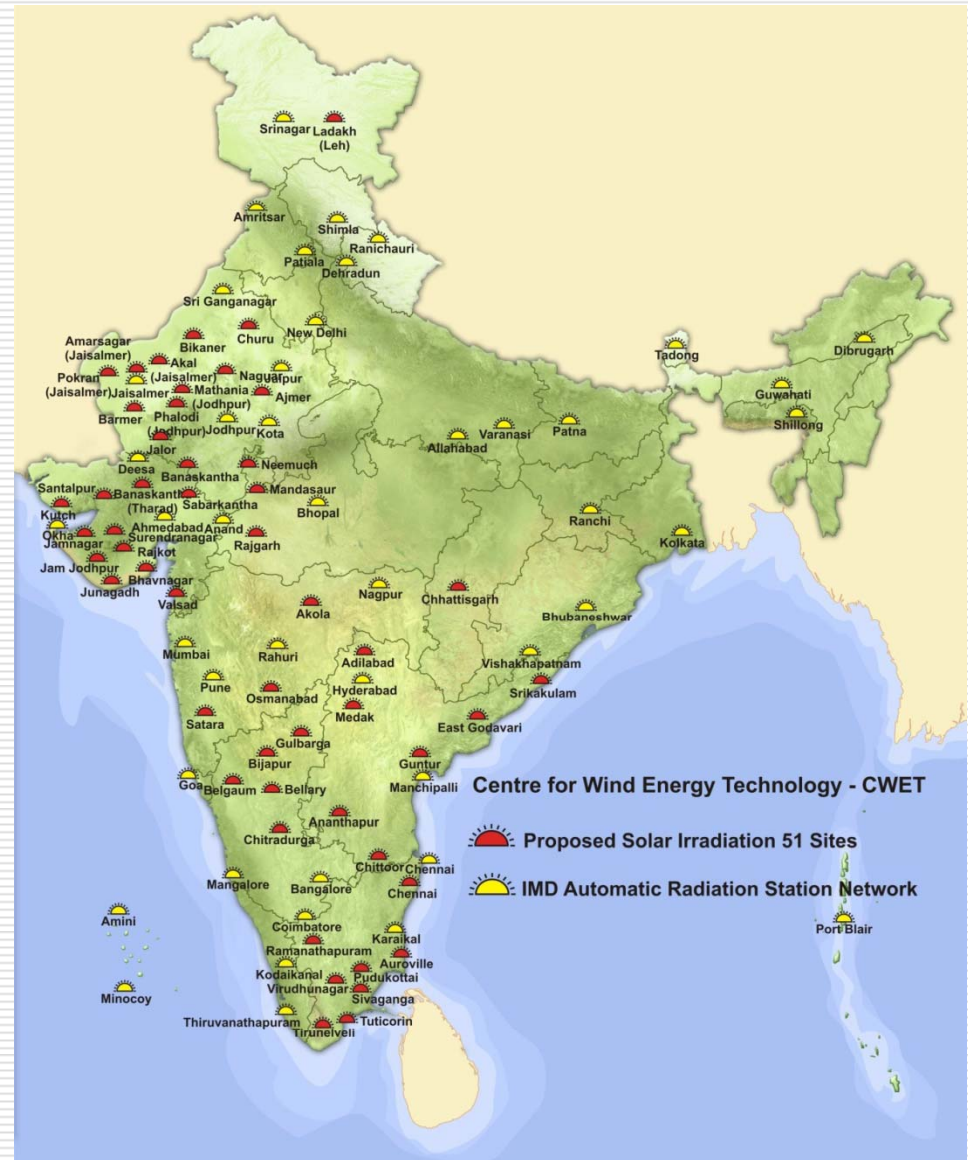 Srinagar
Ladakh
(Leh)
Amritsar
Shimla
Ranichauri
Patiala
Dehradun
Sri Ganganagar
New Delhi
Churu
Bikaner
Amarsagar
(Jaisalmer)
Akal
(Jaisalmer)
Pokran
(Jaisalmer)
Jaisalmer
Naguar
Jaipur
Mathania
(Jodhpur)
Ajmer
Barmer
Phalodi
(Jodhpur)
Jodhpur
Kota
Jalor
Deesa
Banaskantha
Neemuch
Santalpur
Banaskantha
(Tharad)
Sabarkantha
Mandasaur
Kutch
Okha
Ahmedabad
Anand
Bhopal
Jamnagar
Surendranagar
Rajkot
Rajgarh
Jam Jodhpur
Bhavnagar
Junagadh
Valsad
Tadong
Dibrugarh
Guwahati
Shillong
Allahabad
Varanasi
Patna
Ranchi
Kolkata
Nagpur
Chhattisgarh
Akola
Bhubaneshwar
Mumbai
Rahuri
Adilabad
Vishakhapatnam
Pune
Osmanabad
Hyderabad
Srikakulam
Satara
Medak
East Godavari
Gulbarga
Bijapur
Guntur
Goa
Belgaum
Bellary
Manchipalli
Centre for Wind Energy Technology - CWET
Ananthapur
Chitradurga
Proposed Solar Irradiation 51 Sites
Chittoor
Chennai
Mangalore
Bangalore
Chennai
IMD Automatic Radiation Station Network
Amini
Coimbatore
Karaikal
Port Blair
Ramanathapuram
Auroville
Kodaikanal
Pudukottai
Virudhunagar
Sivaganga
Minocoy
Thiruvanathapuram
Tuticorin
Tirunelveli